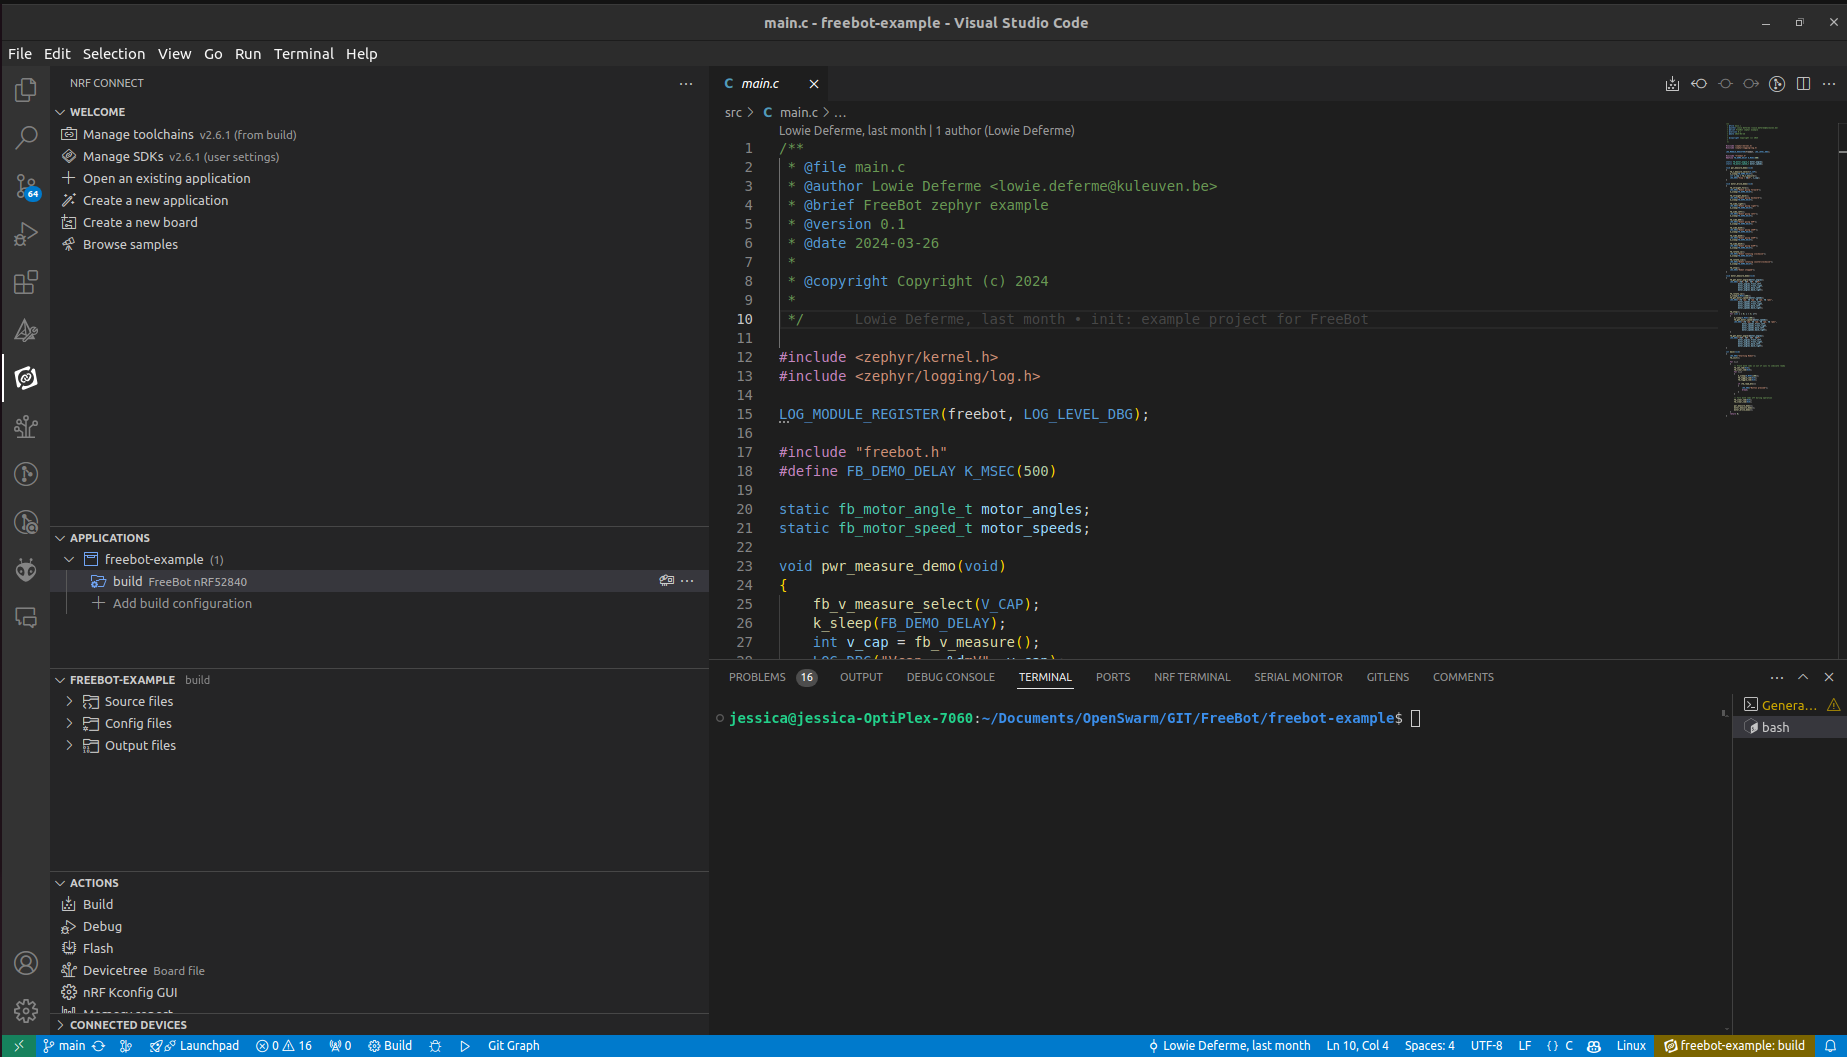 main.c - freebot-example - Visual Studio Code
File Edit Selection View Go Run Terminal Help
NRF CONNECT
WELCOME
Manage toolchains v2.6.1 (from build)
Manage SDKs v2.6.1 (user settings)
Open an existing application
Create a new application
Create a new board
Browse samples
64
APPLICATIONS
freebot-example (1)
build FreeBot nRF52840
Add build configuration
FREEBOT-EXAMPLE build
Source files
Config files
Output files
ACTIONS
Build
Debug
Flash
Devicetree Board file
nRF Kconfig GUI
CONNECTED DEVICES
C main.c
src > C main.c > ...
Lowie Deferme, last month | 1 author (Lowie Deferme)
1 /**
2 * @file main.c
3 * @author Lowie Deferme <lowie.deferme@kuleuven.be>
4 * @brief FreeBot zephyr example
5 * @version 0.1
6 * @date 2024-03-26
7 *
8 * @copyright Copyright (c) 2024
9 *
10 */ Lowie Deferme, last month • init: example project for FreeBot
11
12 #include <zephyr/kernel.h>
13 #include <zephyr/logging/log.h>
14
15 LOG_MODULE_REGISTER(freebot, LOG_LEVEL_DBG);
16
17 #include "freebot.h"
18 #define FB_DEMO_DELAY K_MSEC(500)
19
20 static fb_motor_angle_t motor_angles;
21 static fb_motor_speed_t motor_speeds;
22
23 void pwr_measure_demo(void)
24 {
25 fb_v_measure_select(V_CAP);
26 k_sleep(FB_DEMO_DELAY);
27 int v_cap = fb_v_measure();
PROBLEMS 16 OUTPUT DEBUG CONSOLE TERMINAL PORTS NRF TERMINAL SERIAL MONITOR GITLENS COMMENTS
jessica@jessica-OptiPlex-7060:~/Documents/OpenSwarm/GIT/FreeBot/freebot-example$
Genera...
bash
main Launchpad 0 16 0 Build Git Graph Lowie Deferme, last month Ln 10, Col 4 Spaces: 4 UTF-8 LF {} C Linux freebot-example: build